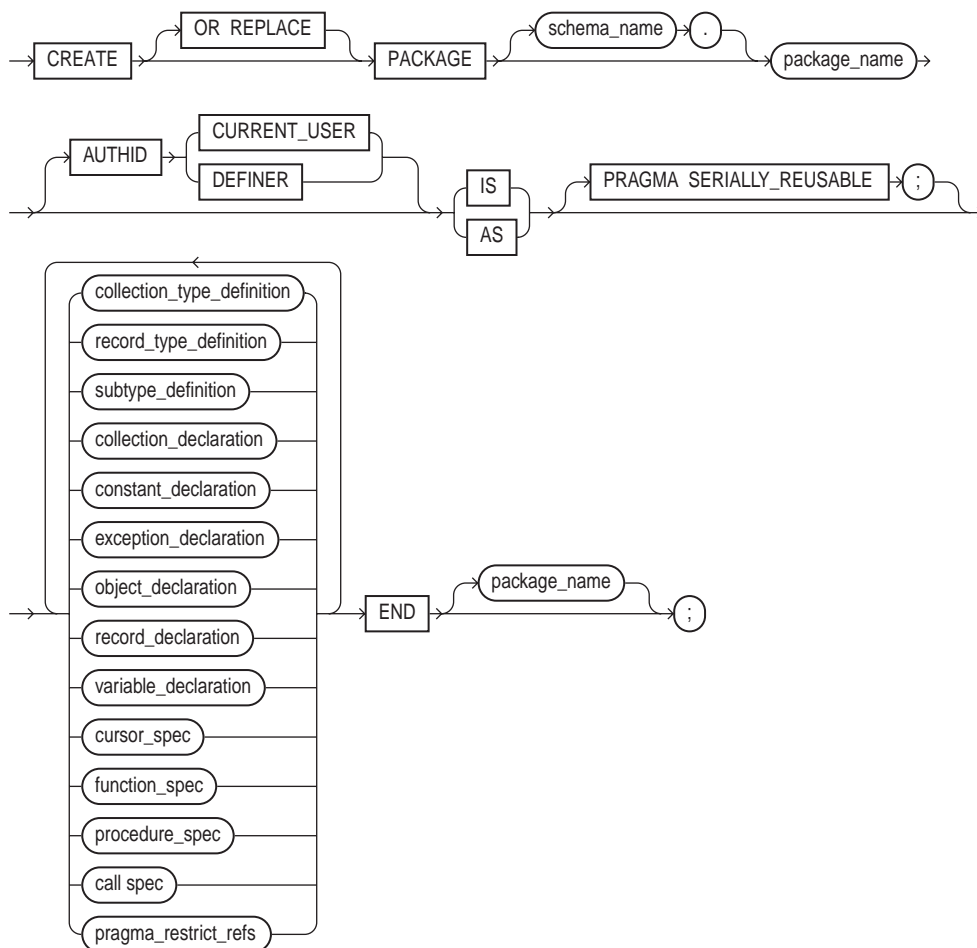 CREATE OR REPLACE PACKAGE schema_name . package_name
AUTHID CURRENT_USER
DEFINER
IS
AS
PRAGMA SERIALLY_REUSABLE ;
collection_type_definition
record_type_definition
subtype_definition
collection_declaration
constant_declaration
exception_declaration
object_declaration
record_declaration
variable_declaration
cursor_spec
function_spec
procedure_spec
call spec
pragma_restrict_refs
END package_name ;